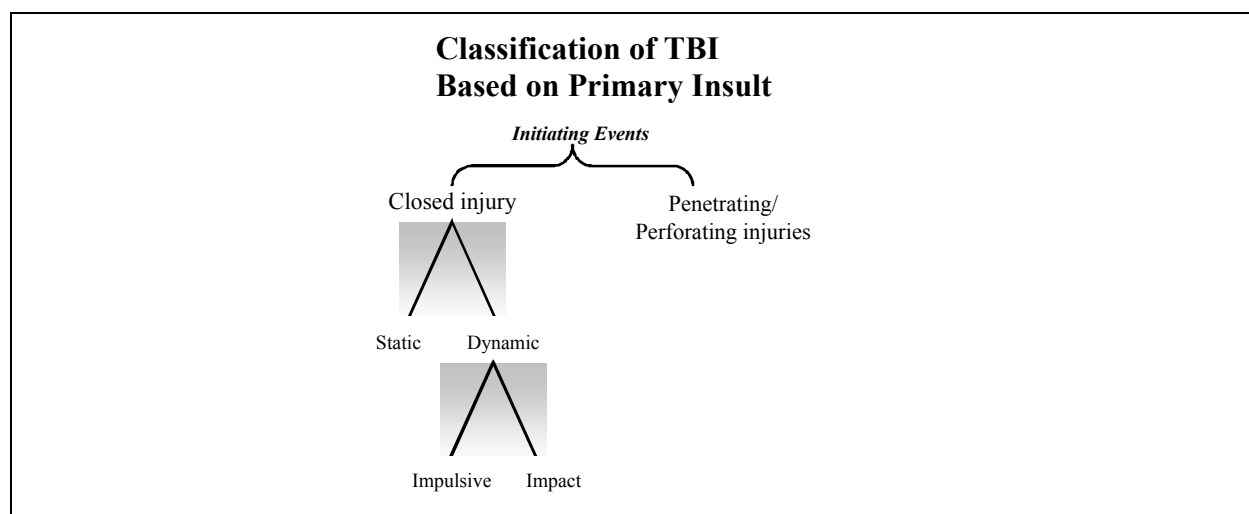 Classification of TBI
Based on Primary Insult
Initiating Events
Closed injury
Penetrating/
Perforating injuries
Static
Dynamic
Impulsive
Impact